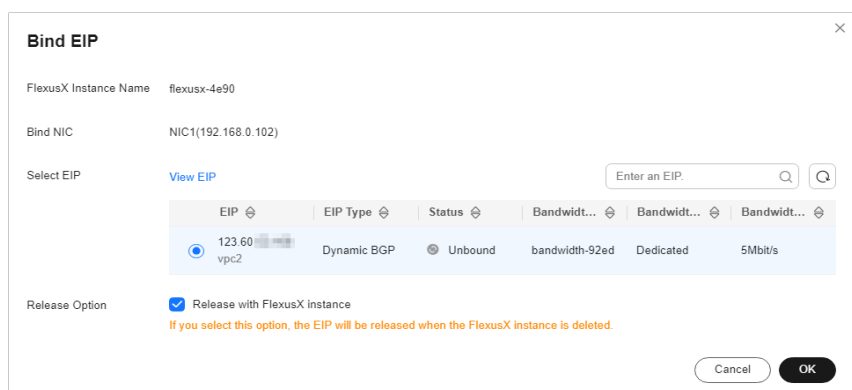 Bind EIP
FlexusX Instance Name flexusx-4e90
Bind NIC NIC1(192.168.0.102)
Select EIP View EIP Enter an EIP.
EIP EIP Type Status Bandwidt... Bandwidt... Bandwidt...
123.60
vpc2 Dynamic BGP Unbound bandwidth-92ed Dedicated 5Mbit/s
Release Option Release with FlexusX instance
If you select this option, the EIP will be released when the FlexusX instance is deleted.
Cancel OK